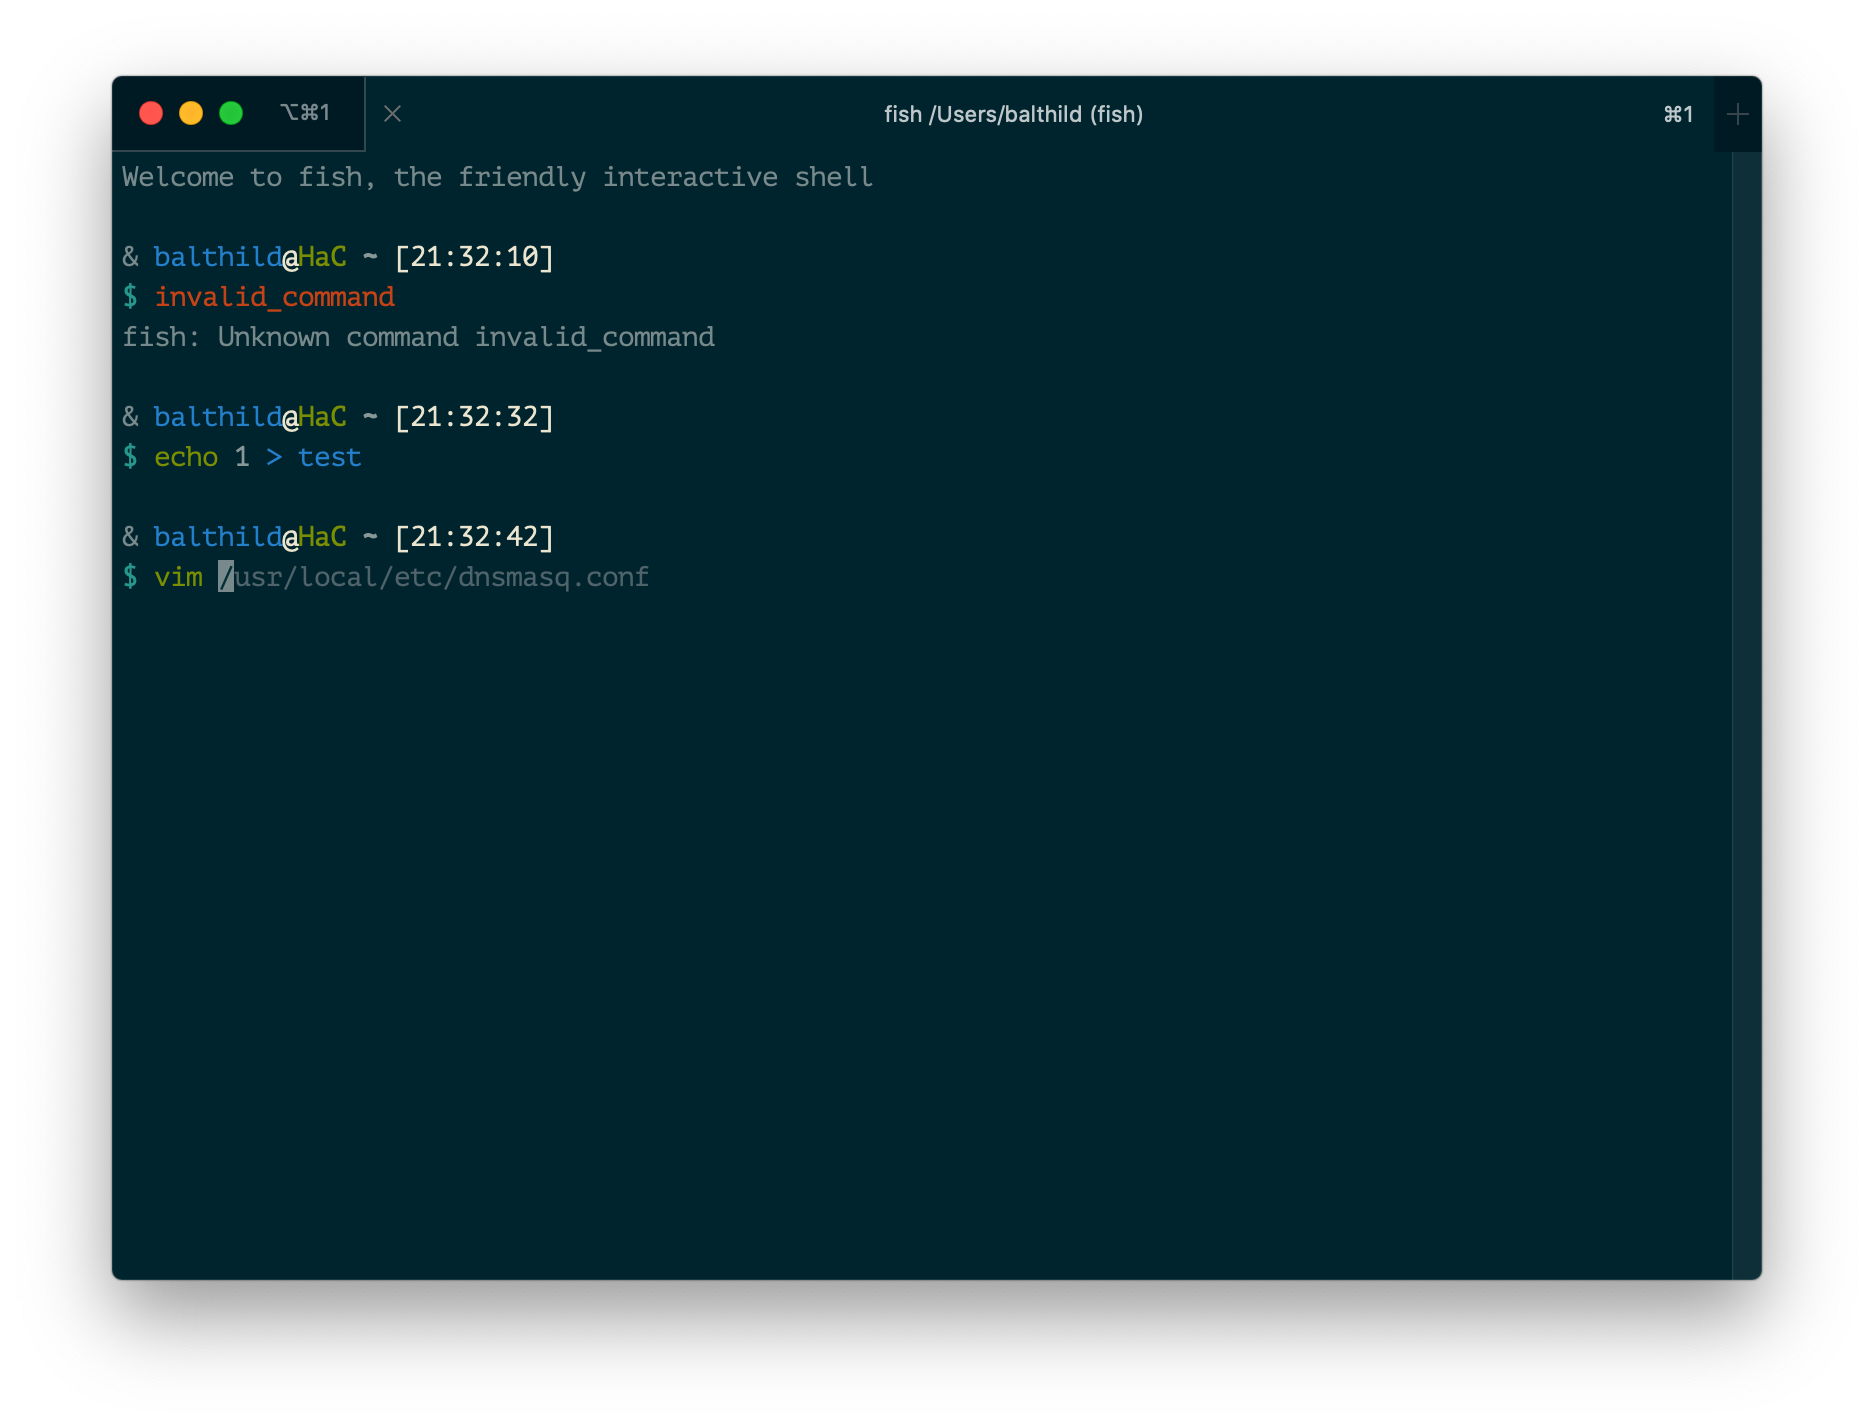 ⌥⌘1 fish /Users/balthild (fish) ⌘1
Welcome to fish, the friendly interactive shell
& balthild@HaC ~ [21:32:10]
$ invalid_command
fish: Unknown command invalid_command
& balthild@HaC ~ [21:32:32]
$ echo 1 > test
& balthild@HaC ~ [21:32:42]
$ vim /usr/local/etc/dnsmasq.conf